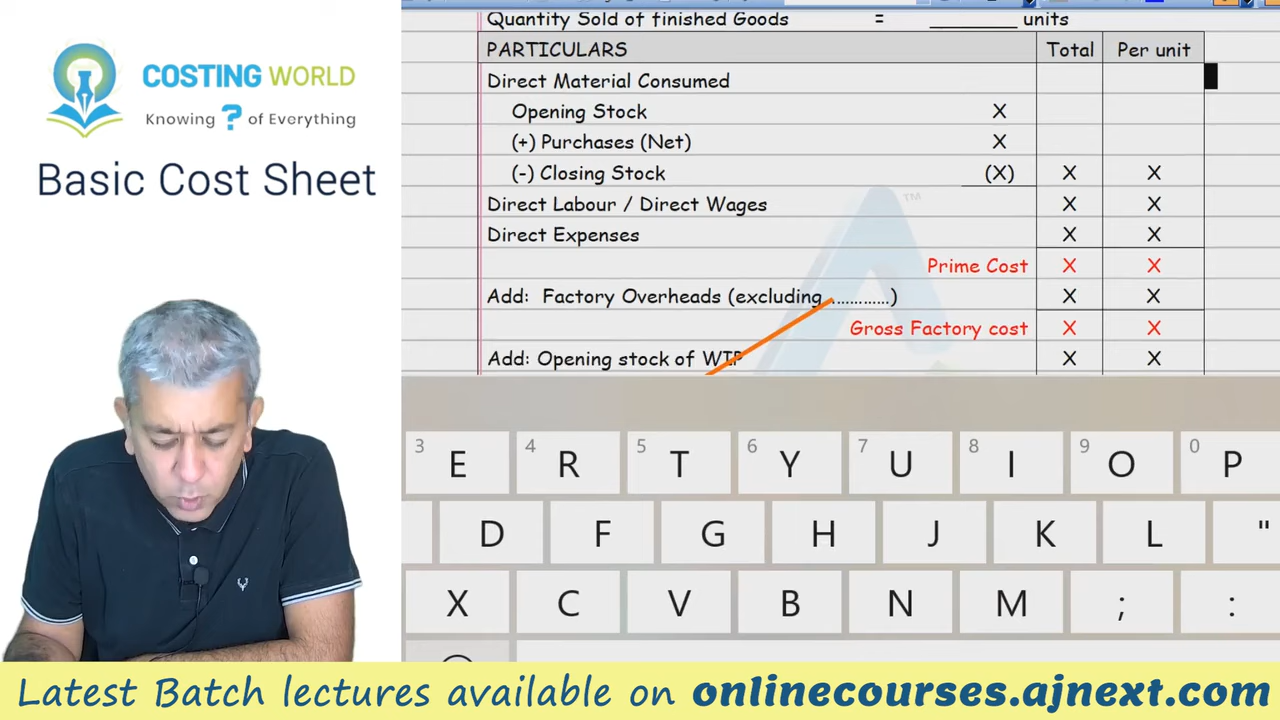 COSTING WORLD
Knowing ? of Everything
Basic Cost Sheet
Quantity Sold of finished Goods = _______ units
PARTICULARS Total Per unit
Direct Material Consumed
Opening Stock X
(+) Purchases (Net) X
(-) Closing Stock (X) X X
Direct Labour / Direct Wages X X
Direct Expenses X X
Prime Cost X X
Add: Factory Overheads (excluding ............) X X
Gross Factory cost X X
Add: Opening stock of WIP X X
TM
3 E 4 R 5 T 6 Y 7 U 8 I 9 O 0 P
D F G H J K L "
X C V B N M ; :
Latest Batch lectures available on onlinecourses.ajnext.com